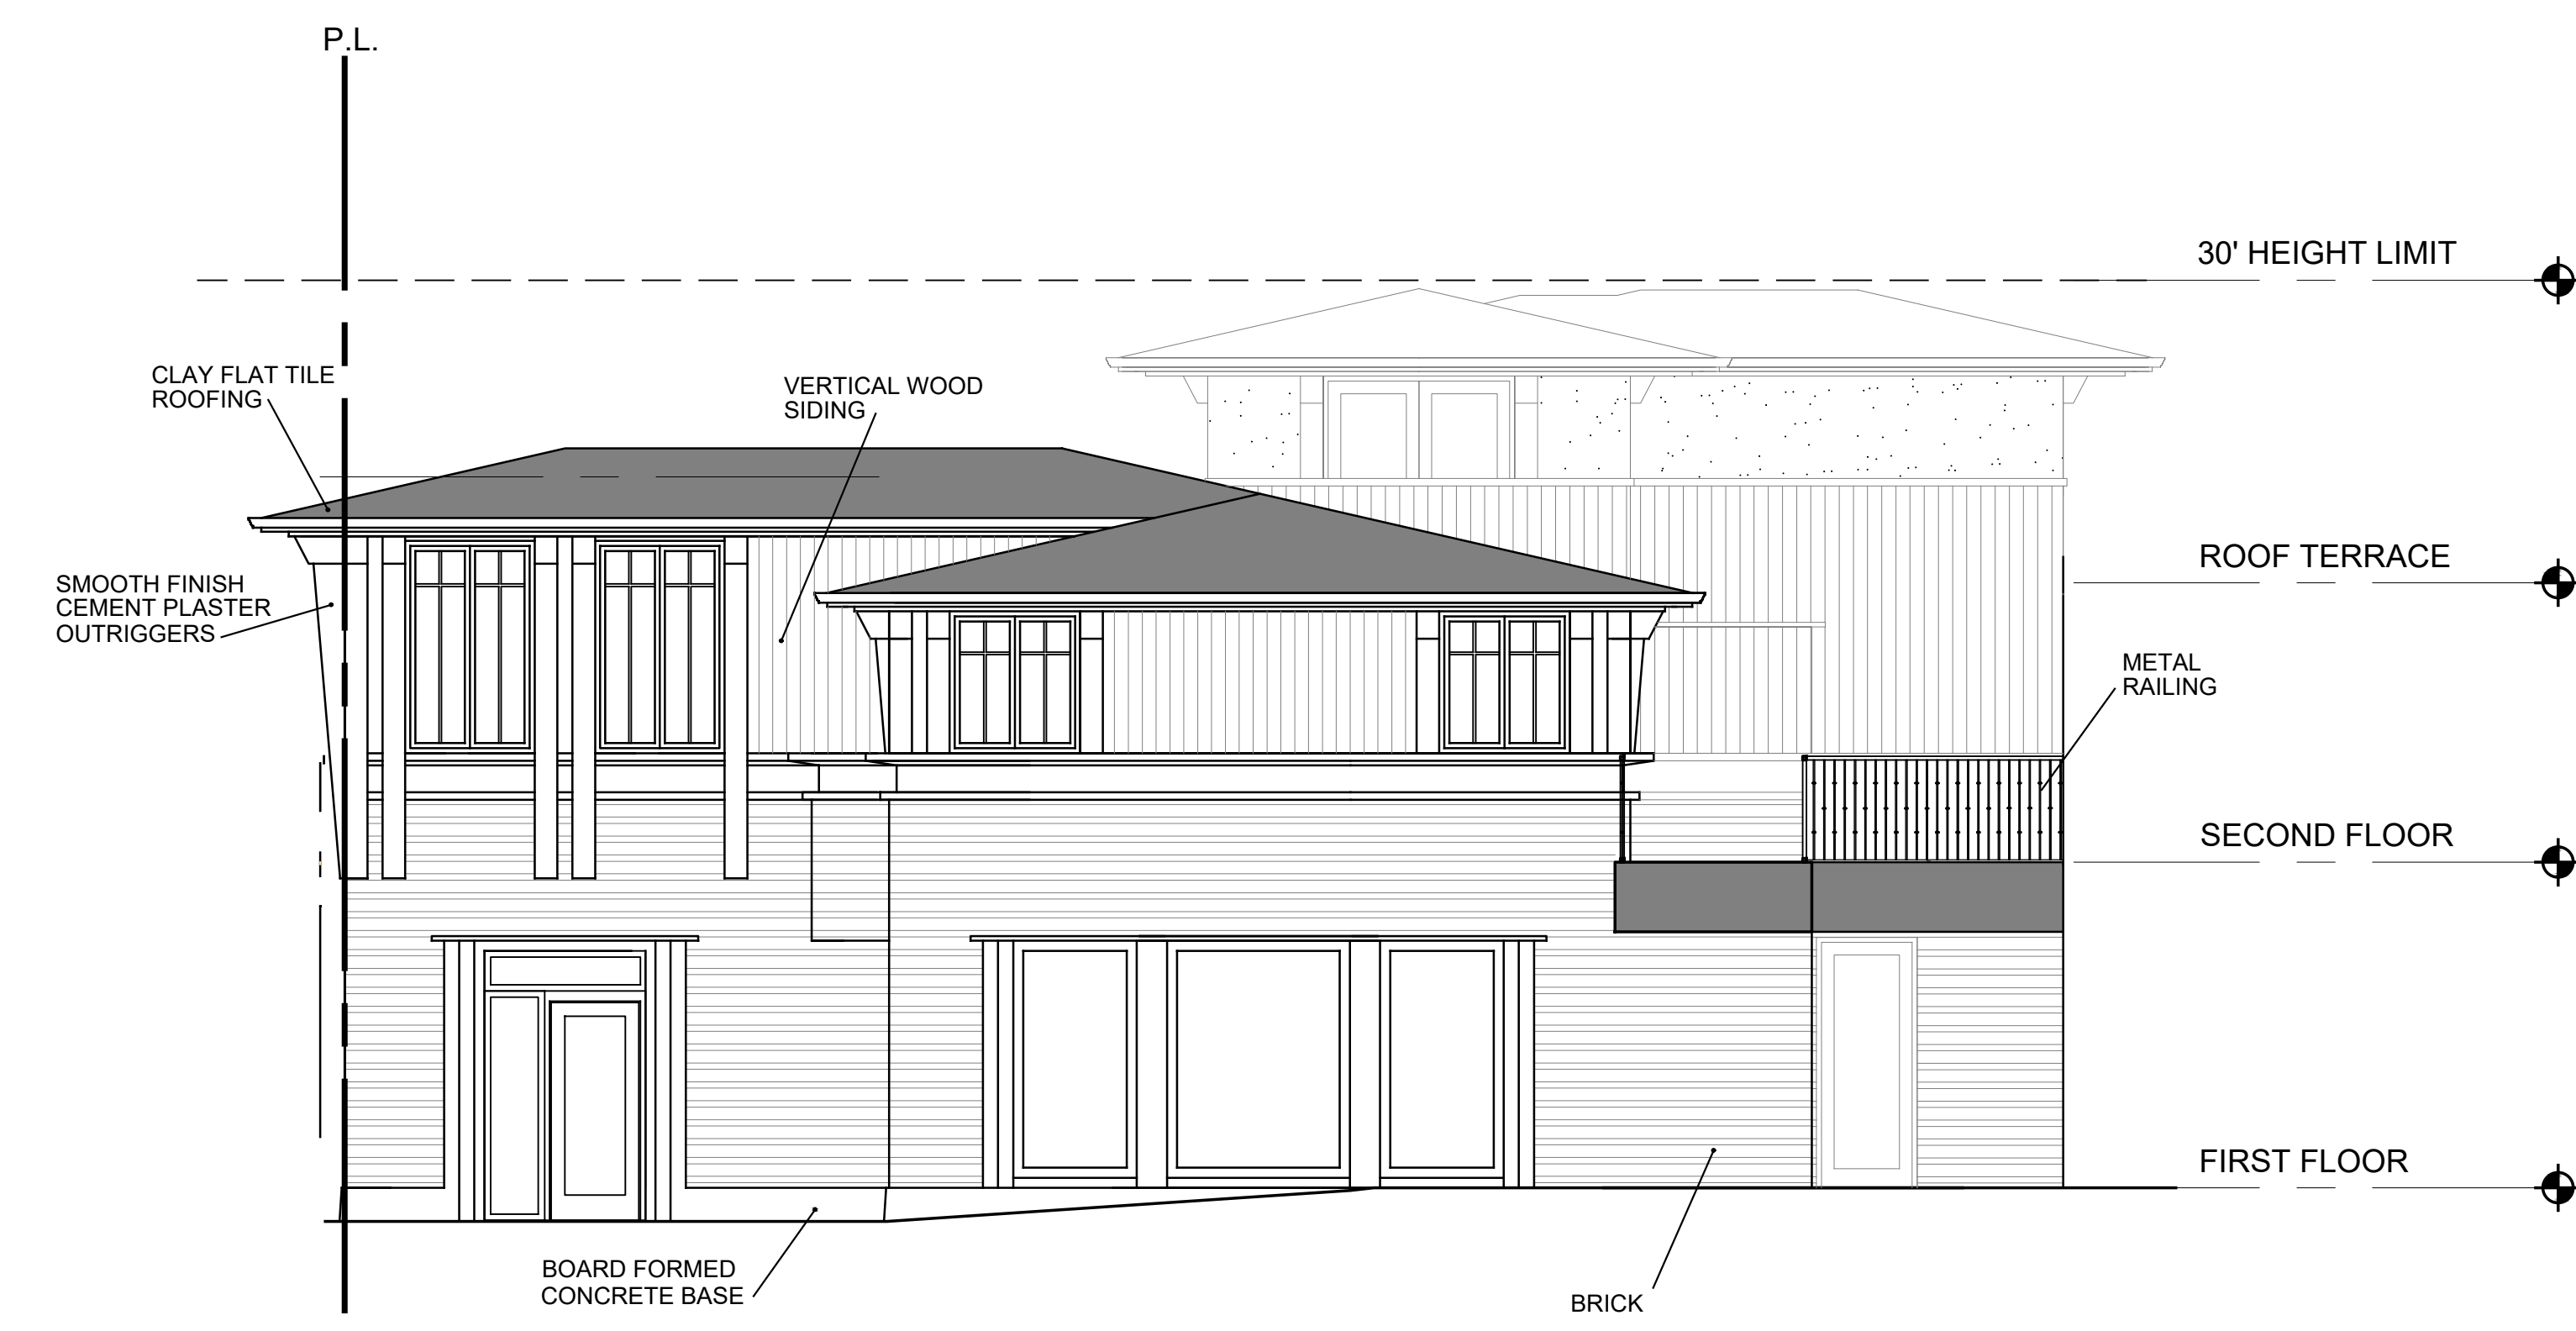 P.L.
30' HEIGHT LIMIT
CLAY FLAT TILE
ROOFING
VERTICAL WOOD
SIDING
ROOF TERRACE
SMOOTH FINISH
CEMENT PLASTER
OUTRIGGERS
METAL
RAILING
SECOND FLOOR
FIRST FLOOR
BOARD FORMED
CONCRETE BASE
BRICK